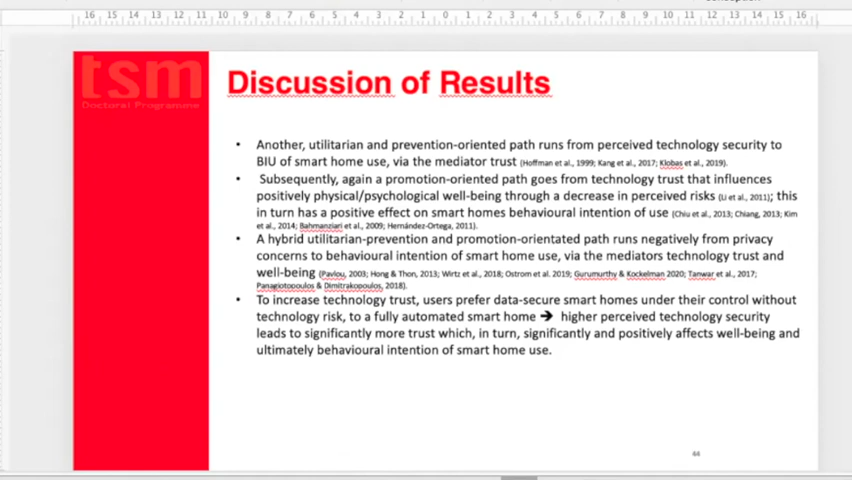 16 15 14 13 12 11 10 9 8 7 6 5 4 3 2 1 0 1 2 3 4 5 6 7 8 9 10 11 12 13 14 15 16
tsm
Doctoral Programme
Discussion of Results
• Another, utilitarian and prevention-oriented path runs from perceived technology security to
BIU of smart home use, via the mediator trust (Hoffman et al., 1999; Kang et al., 2017; Klobas et al., 2019).
• Subsequently, again a promotion-oriented path goes from technology trust that influences
positively physical/psychological well-being through a decrease in perceived risks (Li et al., 2011); this
in turn has a positive effect on smart homes behavioural intention of use (Chiu et al., 2013; Chiang, 2013; Kim
et al., 2014; Bahmanziari et al., 2009; Hernández-Ortega, 2011).
• A hybrid utilitarian-prevention and promotion-orientated path runs negatively from privacy
concerns to behavioural intention of smart home use, via the mediators technology trust and
well-being (Pavlou, 2003; Hong & Thon, 2013; Wirtz et al., 2018; Ostrom et al. 2019; Gurumurthy & Kockelman 2020; Tanwar et al., 2017;
Panagiotopoulos & Dimitrakopoulos, 2018).
• To increase technology trust, users prefer data-secure smart homes under their control without
technology risk, to a fully automated smart home ➔ higher perceived technology security
leads to significantly more trust which, in turn, significantly and positively affects well-being and
ultimately behavioural intention of smart home use.
44